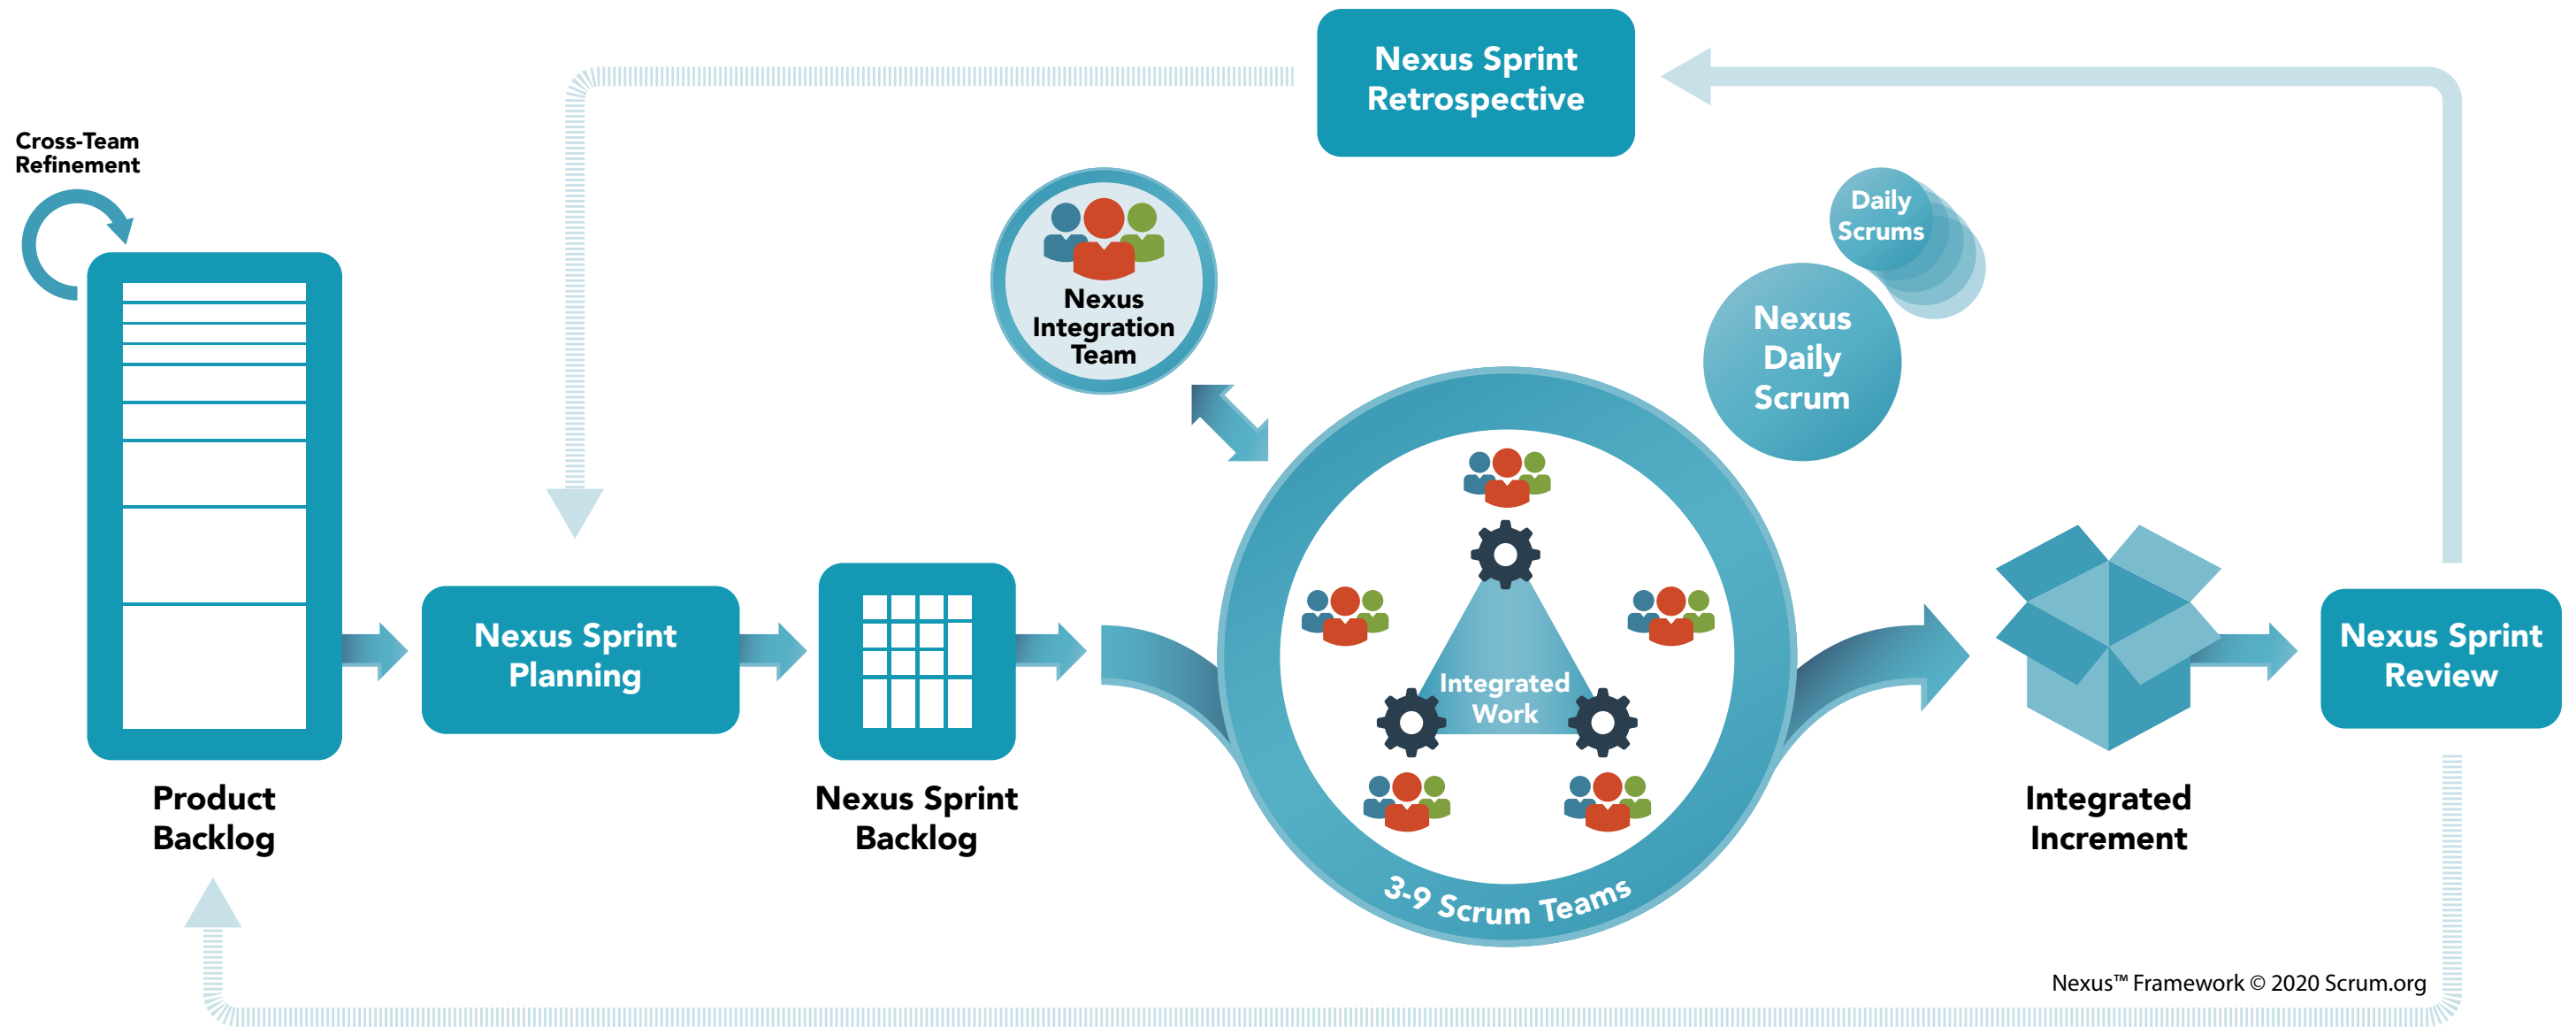 Nexus Sprint
Retrospective
Cross-Team
Refinement
Daily
Scrums
Nexus
Integration
Team
Nexus
Daily
Scrum
Nexus Sprint
Planning
Integrated
Work
Nexus Sprint
Review
Product
Backlog
Nexus Sprint
Backlog
Integrated
Increment
3-9 Scrum Teams
Nexus™ Framework © 2020 Scrum.org